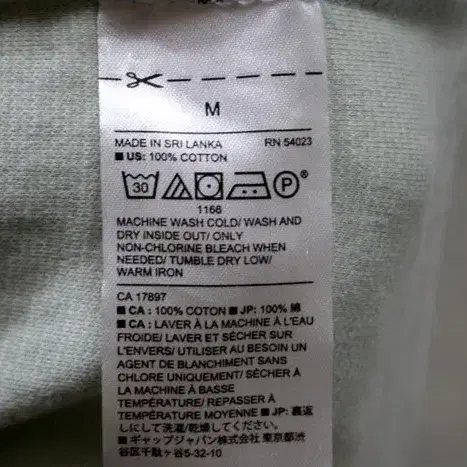 M
MADE IN SRI LANKA RN 54023
■ US: 100% COTTON
30 P ®
1166
MACHINE WASH COLD/ WASH AND
DRY INSIDE OUT/ ONLY
NON-CHLORINE BLEACH WHEN
NEEDED/ TUMBLE DRY LOW/
WARM IRON
CA 17897
■ CA : 100% COTON ■ JP: 100% 綿
■ CA : LAVER À LA MACHINE À L'EAU
FROIDE/ LAVER ET SÉCHER SUR
L'ENVERS/ UTILISER AU BESOIN UN
AGENT DE BLANCHIMENT SANS
CHLORE UNIQUEMENT/ SÉCHER À
LA MACHINE À BASSE
TEMPÉRATURE/ REPASSER À
TEMPÉRATURE MOYENNE ■ JP: 裏返
しにして洗濯/乾燥してください.
■ ギャップジャパン株式会社 東京都渋
谷区千駄ヶ谷5-32-10